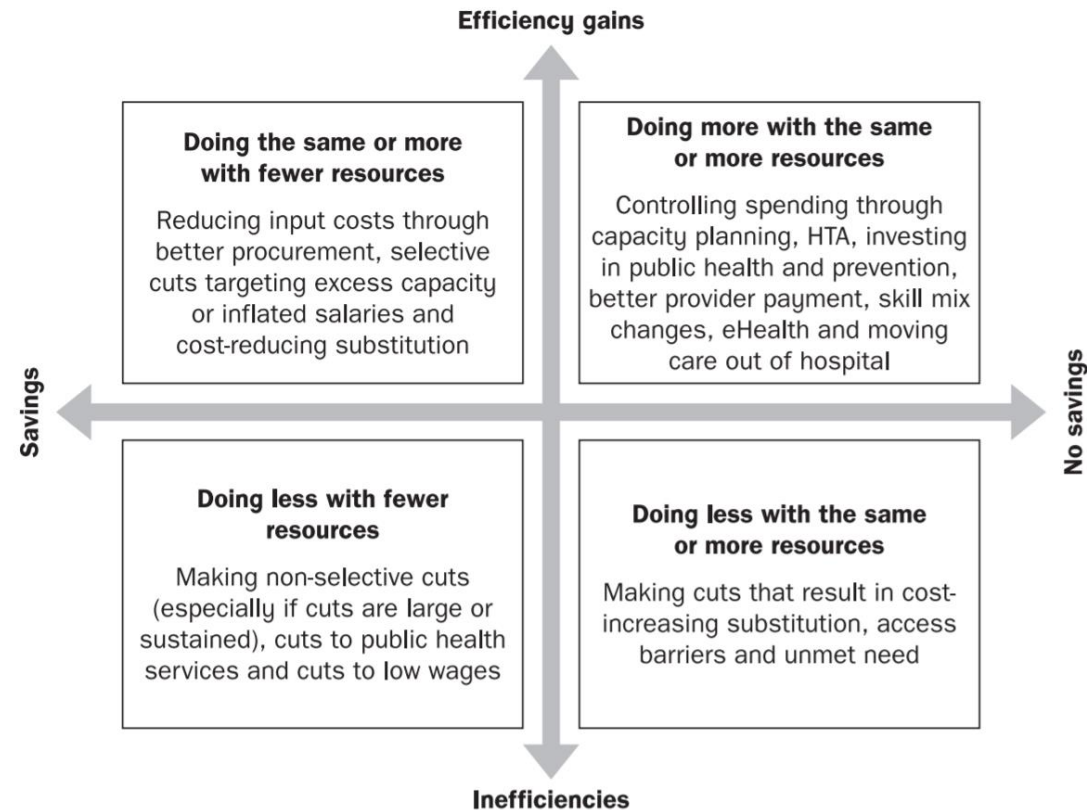 Efficiency gains
Doing the same or more
with fewer resources
Reducing input costs through
better procurement, selective
cuts targeting excess capacity
or inflated salaries and
cost-reducing substitution
Doing more with the same
or more resources
Controlling spending through
capacity planning, HTA, investing
in public health and prevention,
better provider payment, skill mix
changes, eHealth and moving
care out of hospital
Savings
No savings
Doing less with fewer
resources
Making non-selective cuts
(especially if cuts are large or
sustained), cuts to public health
services and cuts to low wages
Doing less with the same
or more resources
Making cuts that result in cost-
increasing substitution, access
barriers and unmet need
Inefficiencies